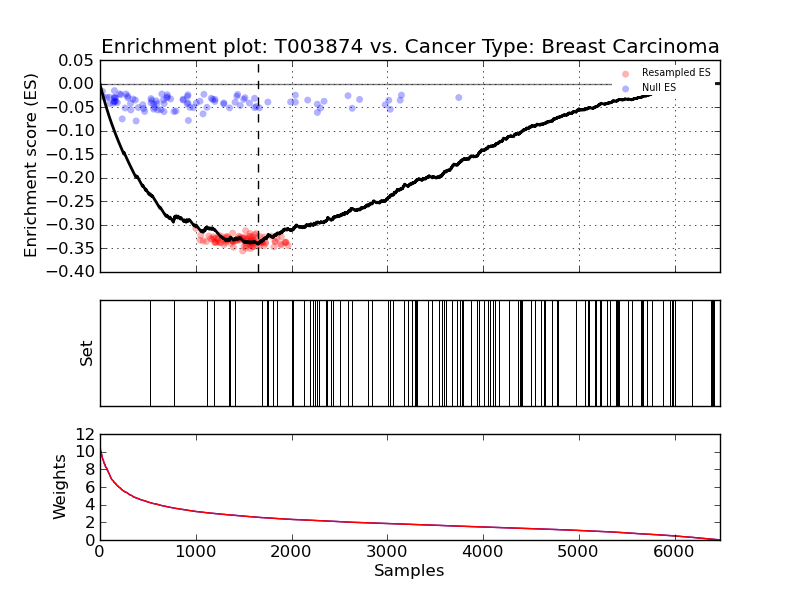 Enrichment plot: T003874 vs. Cancer Type: Breast Carcinoma
0.05
0.00
−0.05
−0.10
−0.15
−0.20
−0.25
−0.30
−0.35
−0.40
Enrichment score (ES)
Resampled ES
Null ES
Set
12
10
8
6
4
2
0
Weights
0 1000 2000 3000 4000 5000 6000
Samples